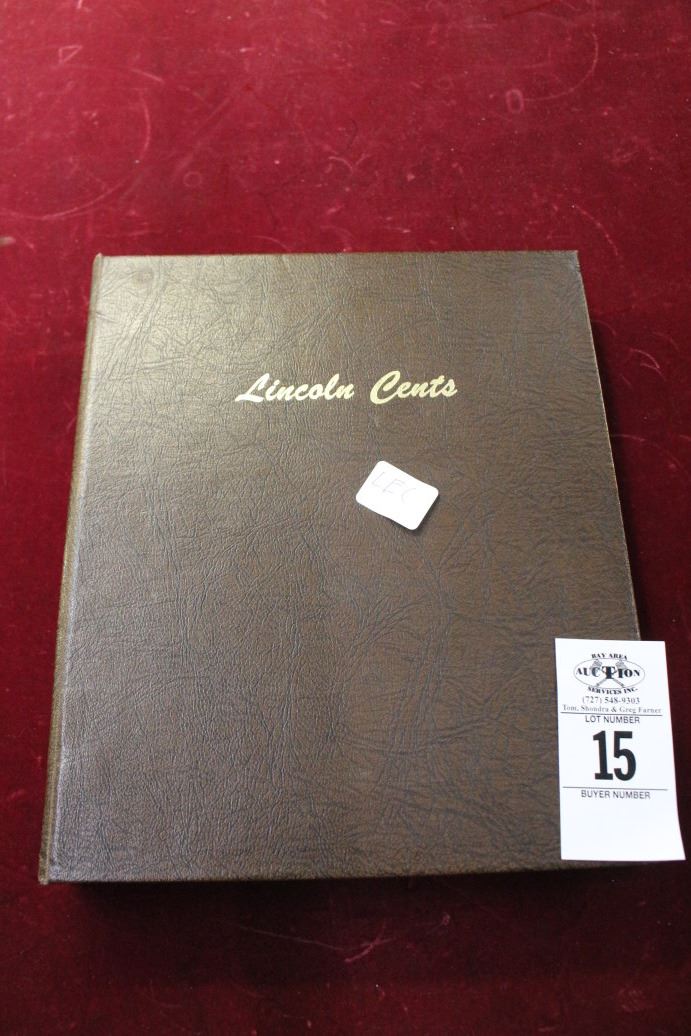 Lincoln Cents
LEC
BAY AREA
AUCTION
SERVICES INC.
(727) 548-9303
Tom, Shondra & Greg Farner
LOT NUMBER
15
BUYER NUMBER